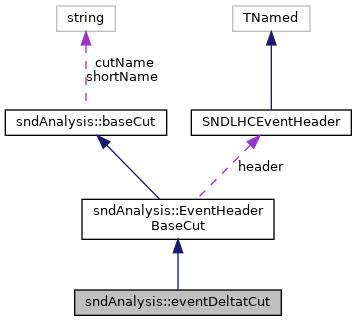 string
TNamed
cutName
shortName
sndAnalysis::baseCut
SNDLHCEventHeader
header
sndAnalysis::EventHeader
BaseCut
sndAnalysis::eventDeltatCut